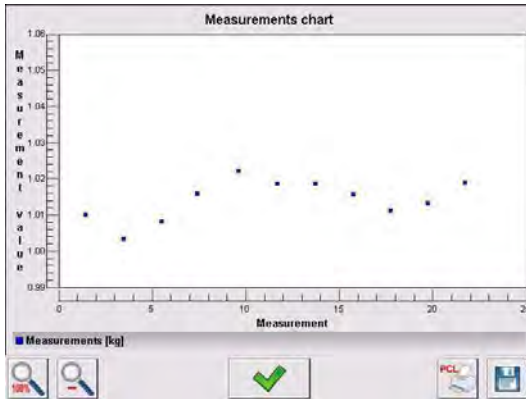 Measurements chart
Measurement value
1.06
1.05
1.04
1.03
1.02
1.01
1.00
0.99
0 5 10 15 20 2
Measurement
Measurements [kg]
100%
PCL